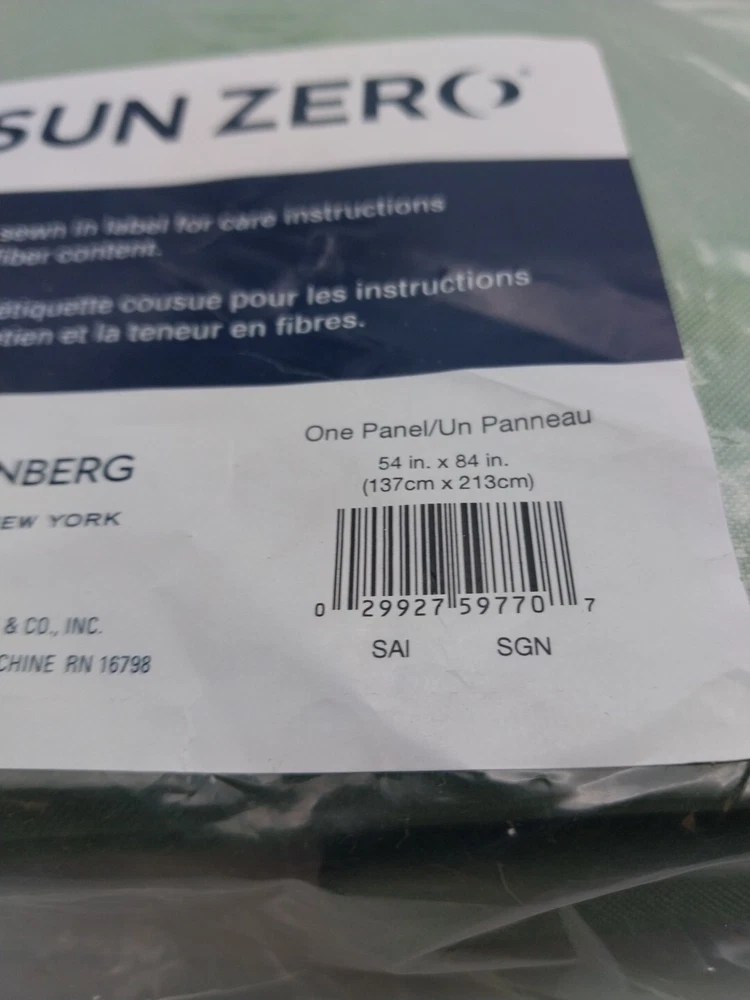 SUN ZERO
sewn in label for care instructions
fiber content.
étiquette cousue pour les instructions
tien et la teneur en fibres.
One Panel/Un Panneau
54 in. x 84 in.
(137cm x 213cm)
NBERG
EW YORK
& CO., INC.
CHINE RN 16798
0 29927 59770 7
SAI SGN